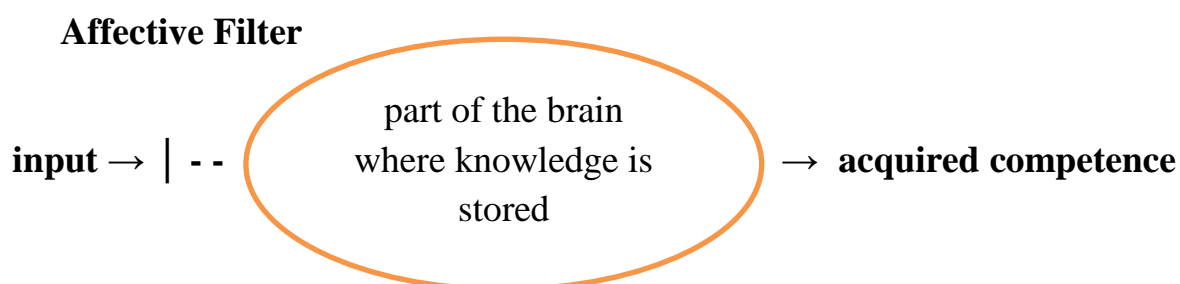 Affective Filter
part of the brain
input → | - - where knowledge is → acquired competence
stored